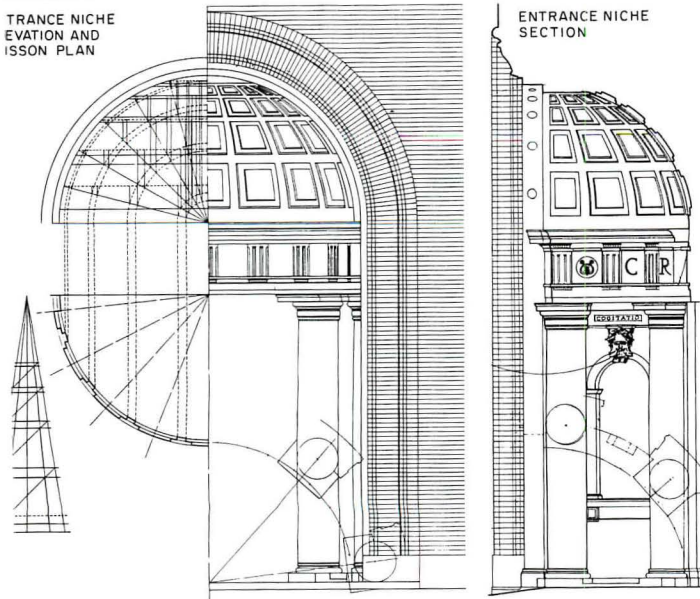 TRANCE NICHE
EVATION AND
ISSON PLAN
ENTRANCE NICHE
SECTION
C R
COGITATIO